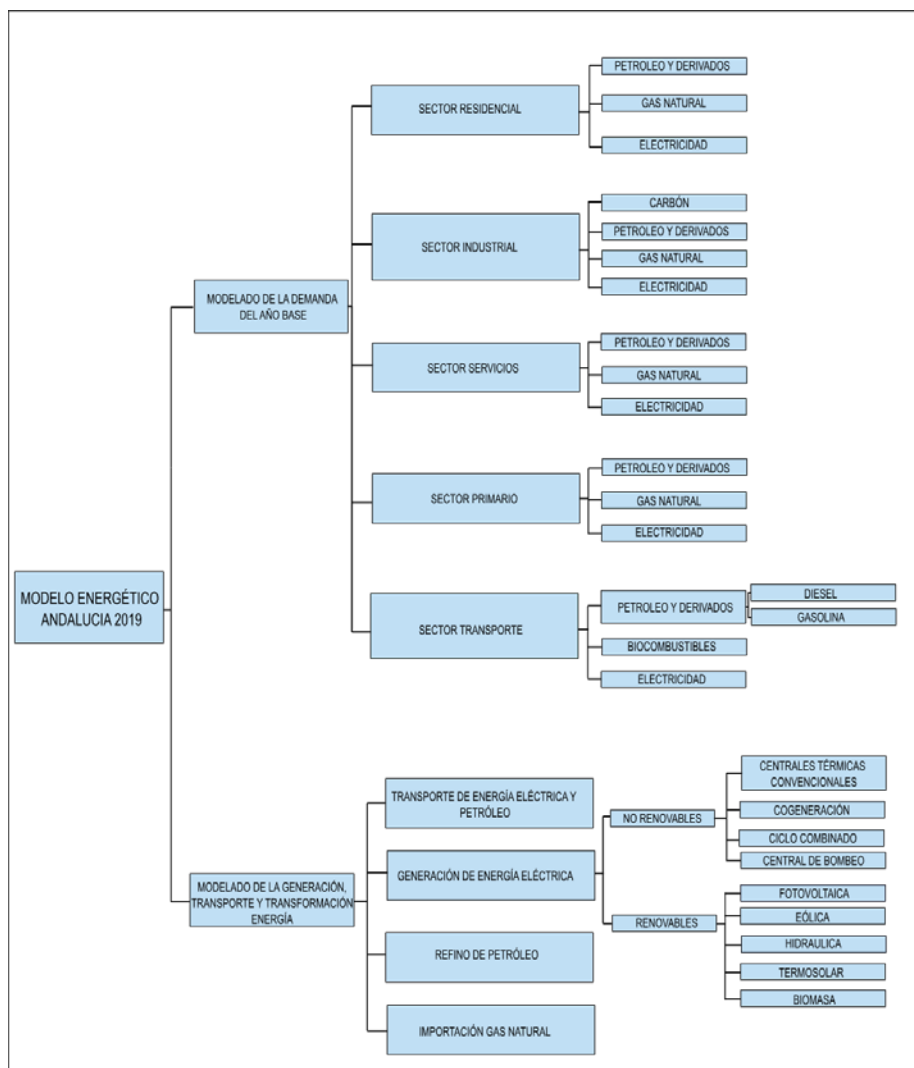 MODELO ENERGÉTICO
ANDALUCIA 2019
MODELADO DE LA DEMANDA
DEL AÑO BASE
SECTOR RESIDENCIAL
PETROLEO Y DERIVADOS
GAS NATURAL
ELECTRICIDAD
SECTOR INDUSTRIAL
CARBÓN
PETROLEO Y DERIVADOS
GAS NATURAL
ELECTRICIDAD
SECTOR SERVICIOS
PETROLEO Y DERIVADOS
GAS NATURAL
ELECTRICIDAD
SECTOR PRIMARIO
PETROLEO Y DERIVADOS
GAS NATURAL
ELECTRICIDAD
SECTOR TRANSPORTE
PETROLEO Y DERIVADOS
DIESEL
GASOLINA
BIOCOMBUSTIBLES
ELECTRICIDAD
MODELADO DE LA GENERACIÓN,
TRANSPORTE Y TRANSFORMACIÓN
ENERGÍA
TRANSPORTE DE ENERGÍA ELÉCTRICA Y
PETRÓLEO
GENERACIÓN DE ENERGÍA ELÉCTRICA
NO RENOVABLES
CENTRALES TÉRMICAS
CONVENCIONALES
COGENERACIÓN
CICLO COMBINADO
CENTRAL DE BOMBEO
RENOVABLES
FOTOVOLTAICA
EÓLICA
HIDRAULICA
TERMOSOLAR
BIOMASA
REFINO DE PETRÓLEO
IMPORTACIÓN GAS NATURAL